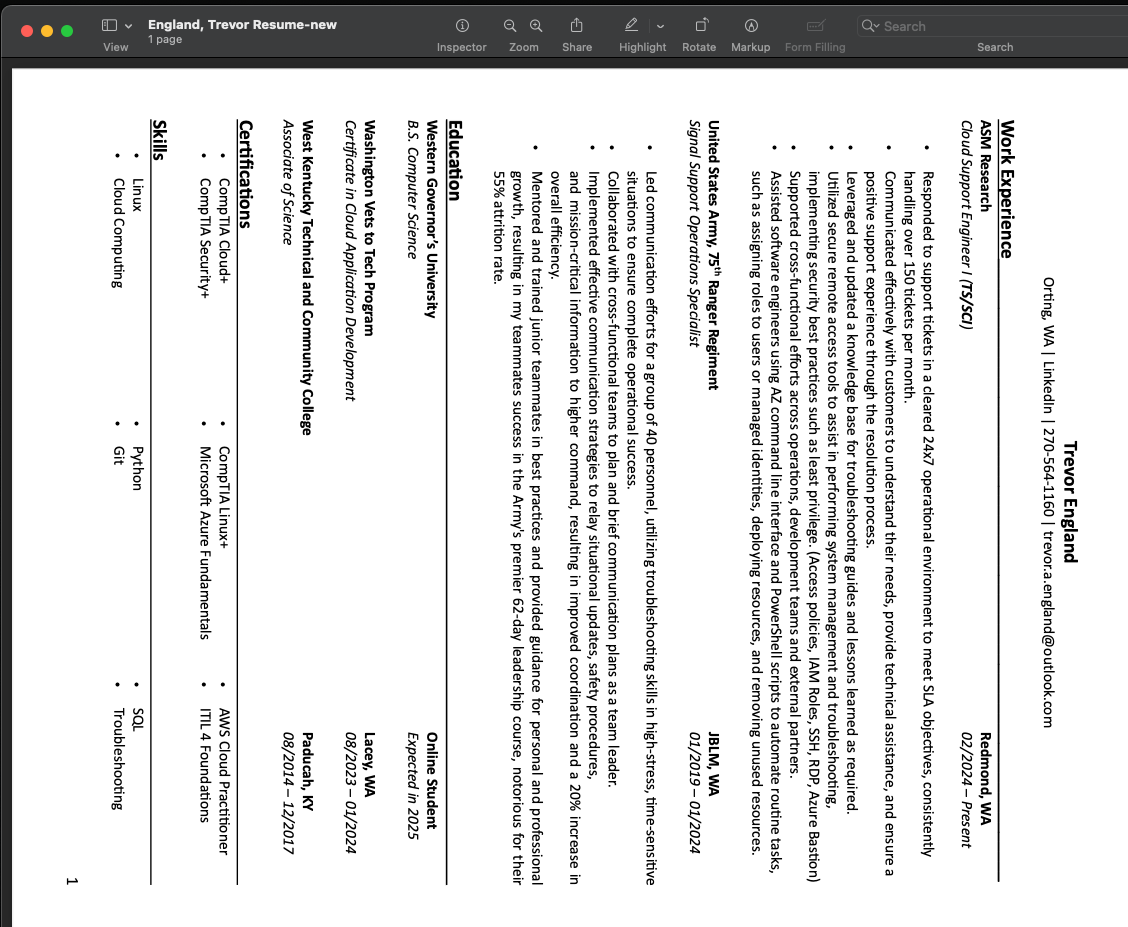 England, Trevor Resume-new
1 page
View
Inspector
Zoom
Share
Highlight
Rotate
Markup
Form Filling
Search
Search
Trevor England
Orting, WA | LinkedIn | 270-564-1160 | trevor.a.england@outlook.com
Work Experience
ASM Research Redmond, WA
Cloud Support Engineer I (TS/SCI) 02/2024 – Present
• Responded to support tickets in a cleared 24x7 operational environment to meet SLA objectives, consistently
handling over 150 tickets per month.
• Communicated effectively with customers to understand their needs, provide technical assistance, and ensure a
positive support experience through the resolution process.
• Leveraged and updated a knowledge base for troubleshooting guides and lessons learned as required.
• Utilized secure remote access tools to assist in performing system management and troubleshooting,
implementing security best practices such as least privilege. (Access policies, IAM Roles, SSH, RDP, Azure Bastion)
• Supported cross-functional efforts across operations, development teams and external partners.
• Assisted software engineers using AZ command line interface and PowerShell scripts to automate routine tasks,
such as assigning roles to users or managed identities, deploying resources, and removing unused resources.
United States Army, 75th Ranger Regiment JBLM, WA
Signal Support Operations Specialist 01/2019 – 01/2024
• Led communication efforts for a group of 40 personnel, utilizing troubleshooting skills in high-stress, time-sensitive
situations to ensure complete operational success.
• Collaborated with cross-functional teams to plan and brief communication plans as a team leader.
• Implemented effective communication strategies to relay situational updates, safety procedures,
and mission-critical information to higher command, resulting in improved coordination and a 20% increase in
overall efficiency.
• Mentored and trained junior teammates in best practices and provided guidance for personal and professional
growth, resulting in my teammates success in the Army's premier 62-day leadership course, notorious for their
55% attrition rate.
Education
Western Governor's University Online Student
B.S. Computer Science Expected in 2025
Washington Vets to Tech Program Lacey, WA
Certificate in Cloud Application Development 08/2023 – 01/2024
West Kentucky Technical and Community College Paducah, KY
Associate of Science 08/2014 – 12/2017
Certifications
• CompTIA Cloud+ • CompTIA Linux+ • AWS Cloud Practitioner
• CompTIA Security+ • Microsoft Azure Fundamentals • ITIL 4 Foundations
Skills
• Linux • Python • SQL
• Cloud Computing • Git • Troubleshooting
1